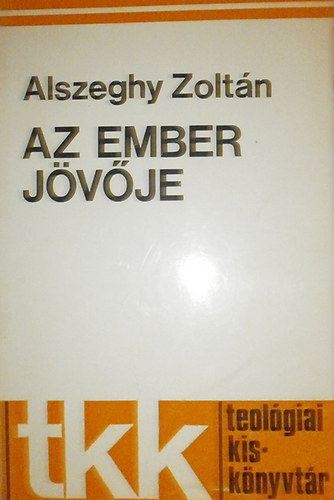 Alszeghy Zoltán
AZ EMBER
JÖVŐJE
tkk
teológiai
kis-
könyvtár